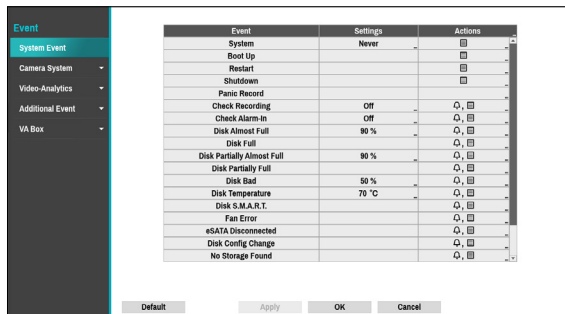 Event
System Event
Camera System
Video-Analytics
Additional Event
VA Box
Event Settings Actions
System Never
Boot Up
Restart
Shutdown
Panic Record
Check Recording Off
Check Alarm-In Off
Disk Almost Full 90 %
Disk Full
Disk Partially Almost Full 90 %
Disk Partially Full
Disk Bad 50 %
Disk Temperature 70 °C
Disk S.M.A.R.T.
Fan Error
eSATA Disconnected
Disk Config Change
No Storage Found
Default Apply OK Cancel